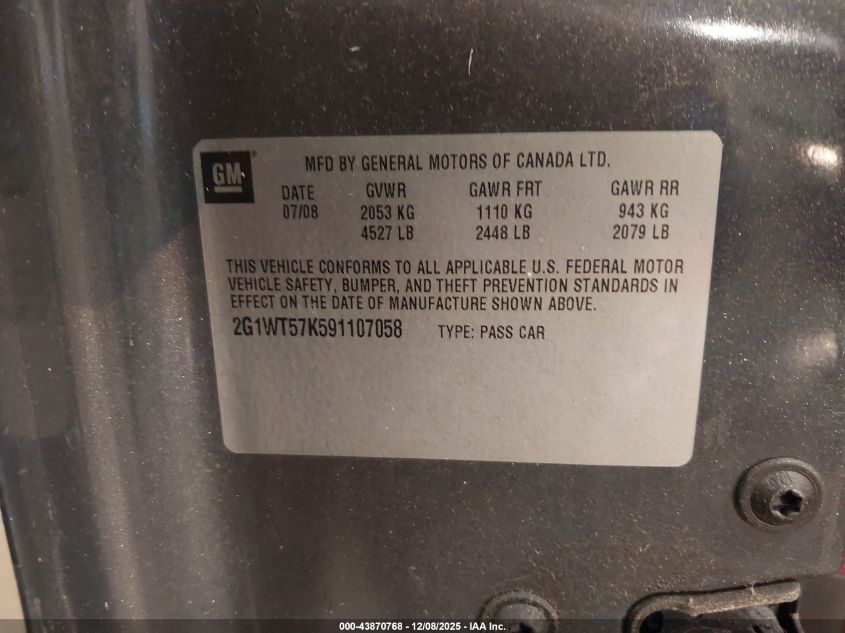 GM
MFD BY GENERAL MOTORS OF CANADA LTD.
DATE GVWR GAWR FRT GAWR RR
07/08 2053 KG 1110 KG 943 KG
4527 LB 2448 LB 2079 LB
THIS VEHICLE CONFORMS TO ALL APPLICABLE U.S. FEDERAL MOTOR
VEHICLE SAFETY, BUMPER, AND THEFT PREVENTION STANDARDS IN
EFFECT ON THE DATE OF MANUFACTURE SHOWN ABOVE.
2G1WT57K591107058 TYPE: PASS CAR
000-43870768 - 12/08/2025 - IAA Inc.